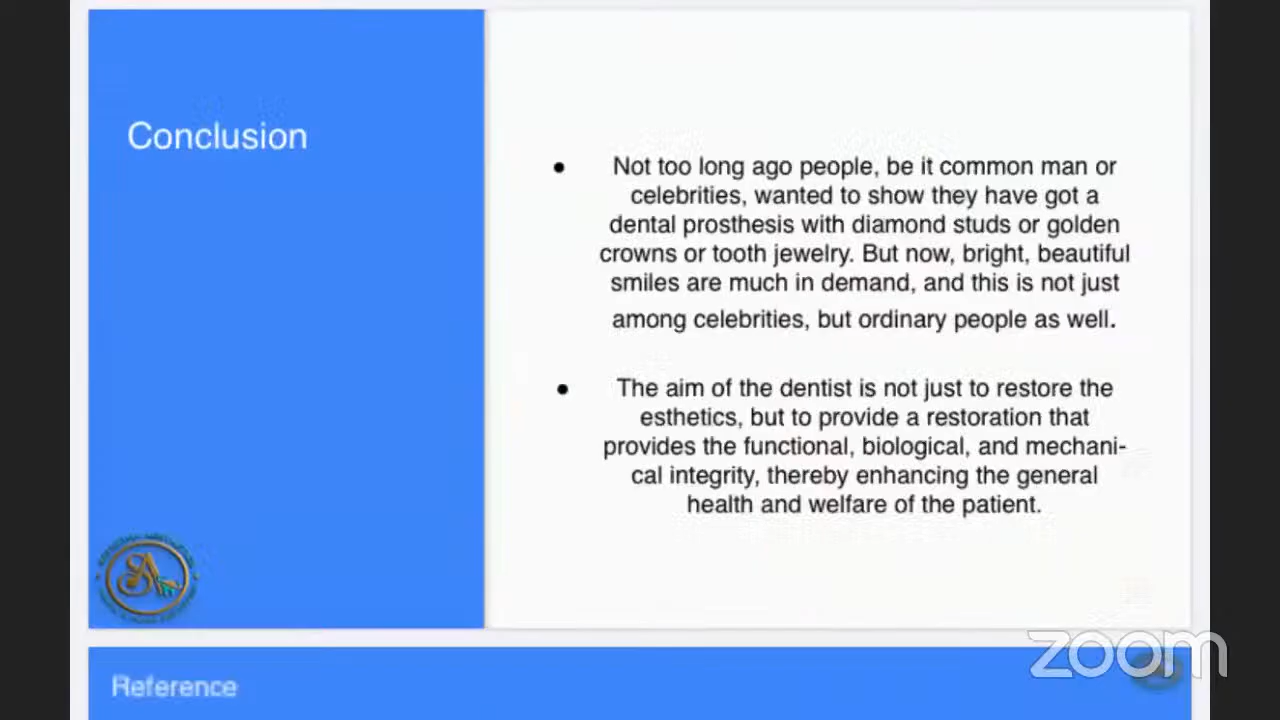 Conclusion
● Not too long ago people, be it common man or
celebrities, wanted to show they have got a
dental prosthesis with diamond studs or golden
crowns or tooth jewelry. But now, bright, beautiful
smiles are much in demand, and this is not just
among celebrities, but ordinary people as well.
● The aim of the dentist is not just to restore the
esthetics, but to provide a restoration that
provides the functional, biological, and mechani-
cal integrity, thereby enhancing the general
health and welfare of the patient.
zoom
Reference